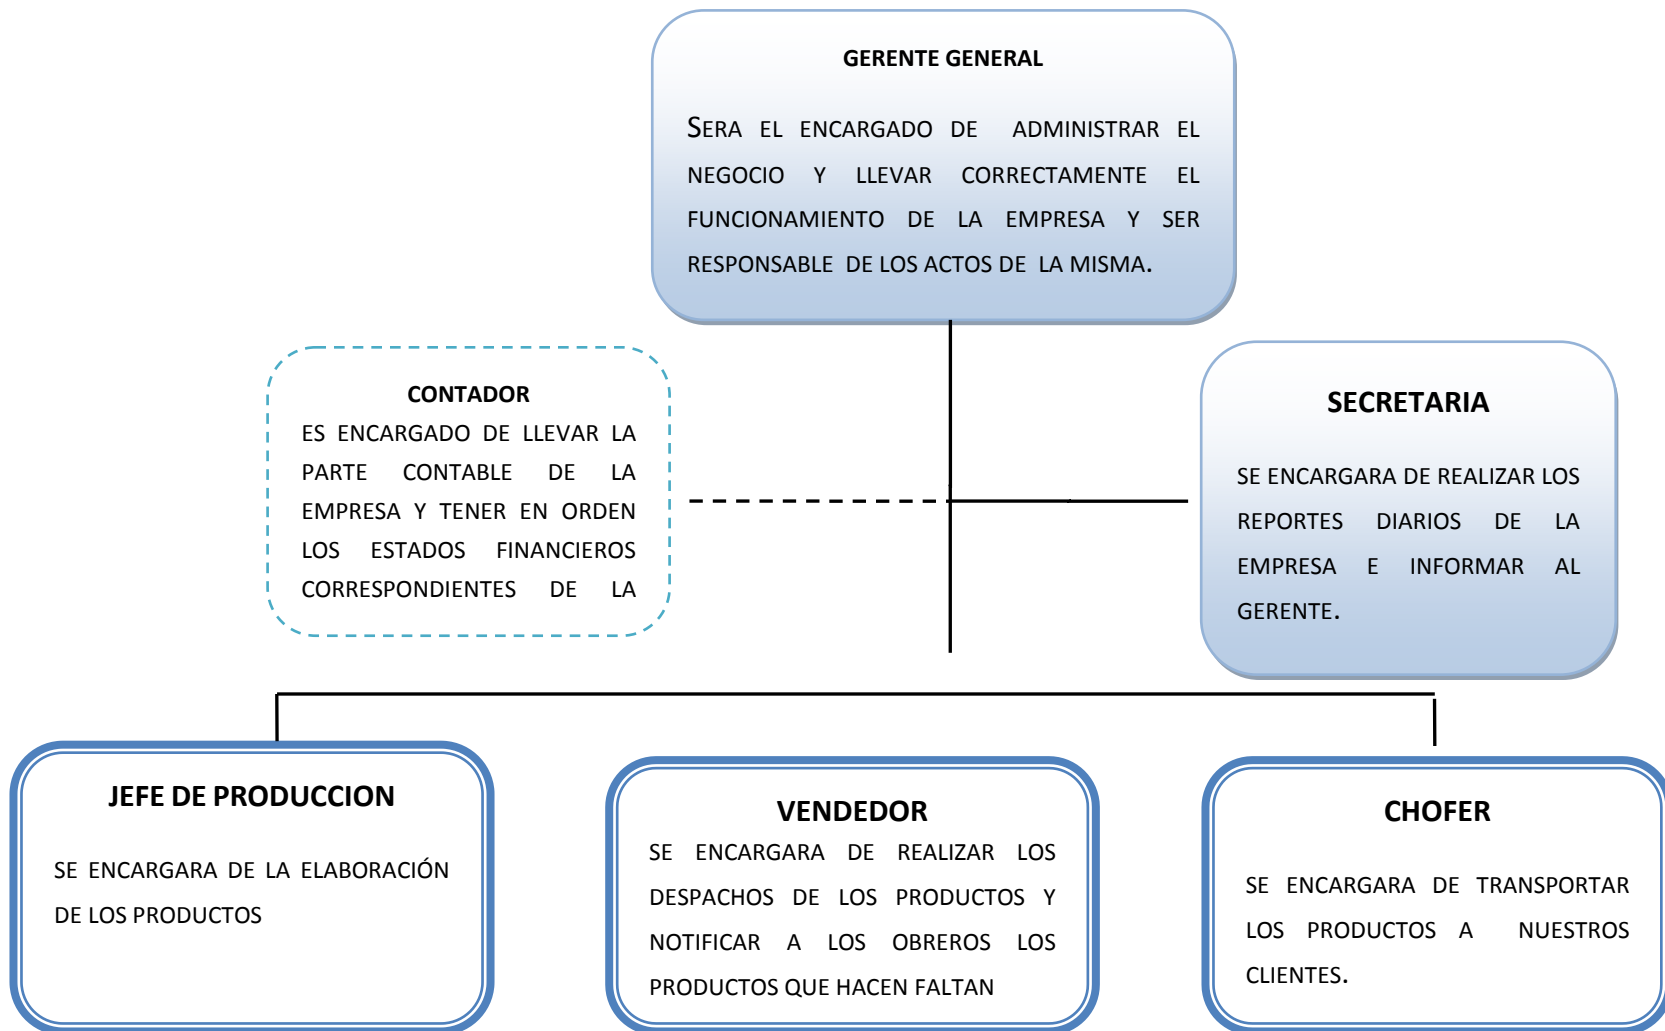 GERENTE GENERAL
SERA EL ENCARGADO DE ADMINISTRAR EL
NEGOCIO Y LLEVAR CORRECTAMENTE EL
FUNCIONAMIENTO DE LA EMPRESA Y SER
RESPONSABLE DE LOS ACTOS DE LA MISMA.
CONTADOR
ES ENCARGADO DE LLEVAR LA
PARTE CONTABLE DE LA
EMPRESA Y TENER EN ORDEN
LOS ESTADOS FINANCIEROS
CORRESPONDIENTES DE LA
SECRETARIA
SE ENCARGARA DE REALIZAR LOS
REPORTES DIARIOS DE LA
EMPRESA E INFORMAR AL
GERENTE.
JEFE DE PRODUCCION
SE ENCARGARA DE LA ELABORACIÓN
DE LOS PRODUCTOS
VENDEDOR
SE ENCARGARA DE REALIZAR LOS
DESPACHOS DE LOS PRODUCTOS Y
NOTIFICAR A LOS OBREROS LOS
PRODUCTOS QUE HACEN FALTAN
CHOFER
SE ENCARGARA DE TRANSPORTAR
LOS PRODUCTOS A NUESTROS
CLIENTES.